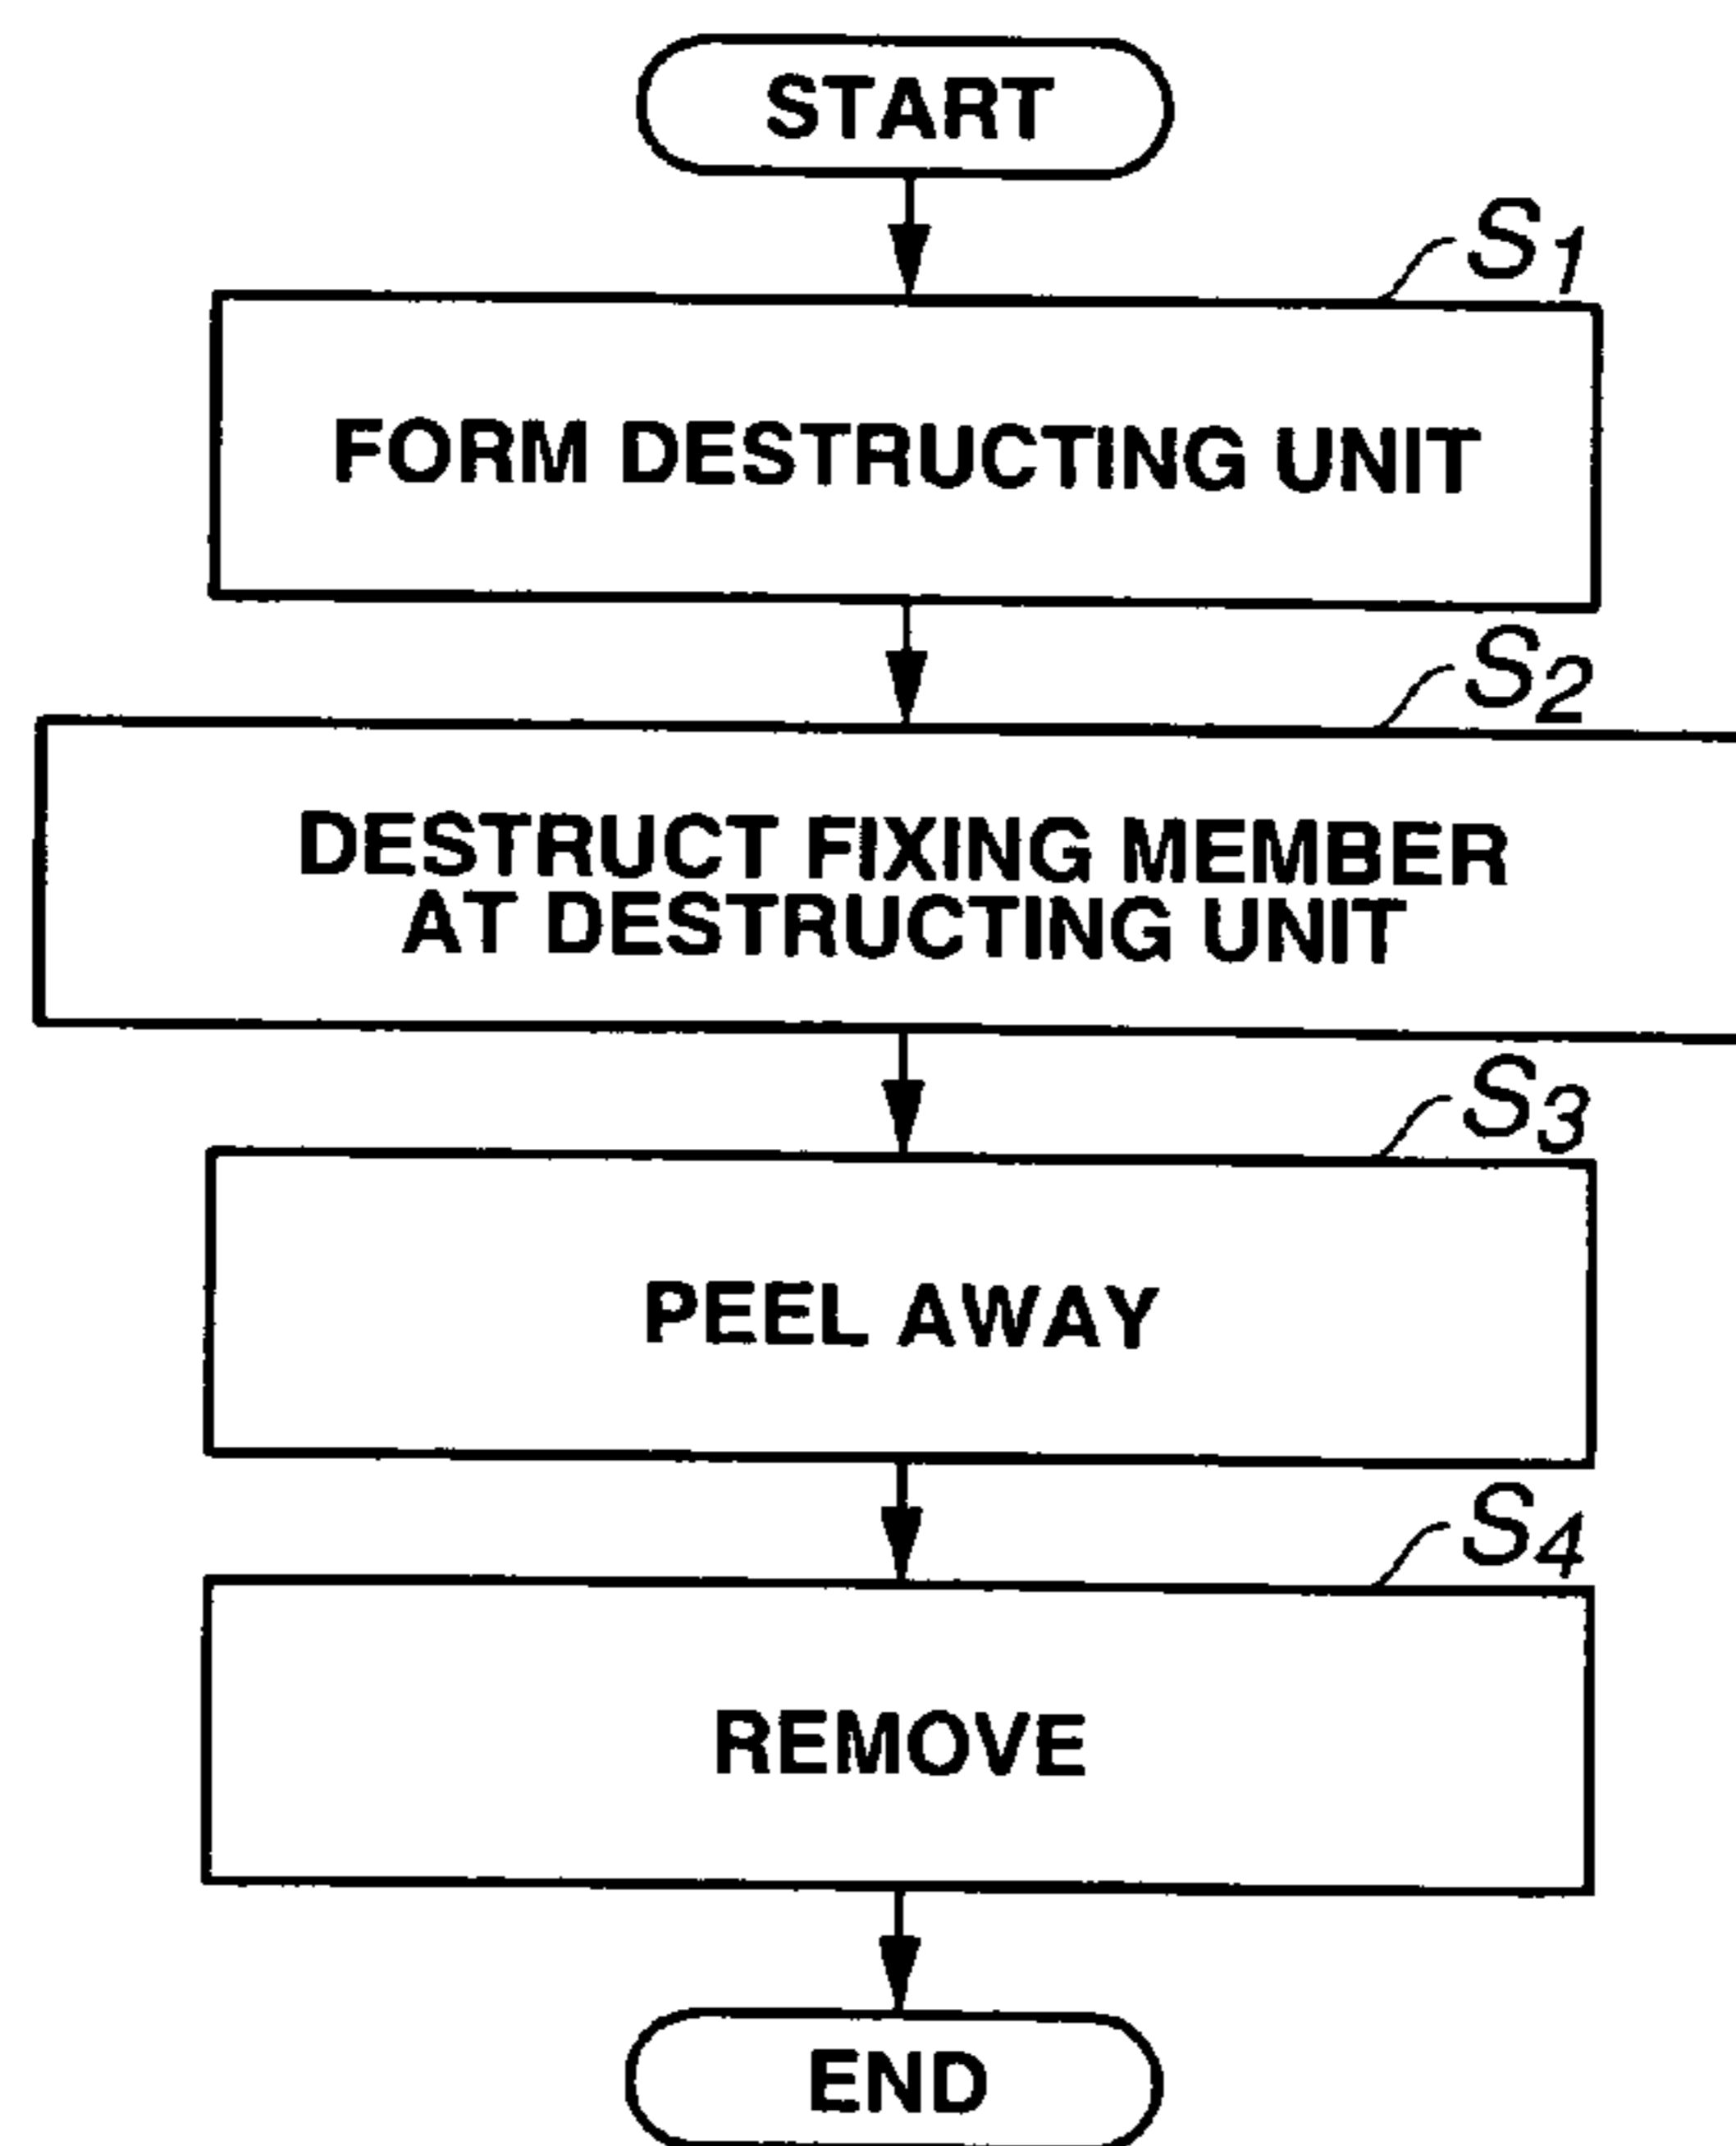 START
S1
FORM DESTRUCTING UNIT
S2
DESTRUCT FIXING MEMBER
AT DESTRUCTING UNIT
S3
PEEL AWAY
S4
REMOVE
END